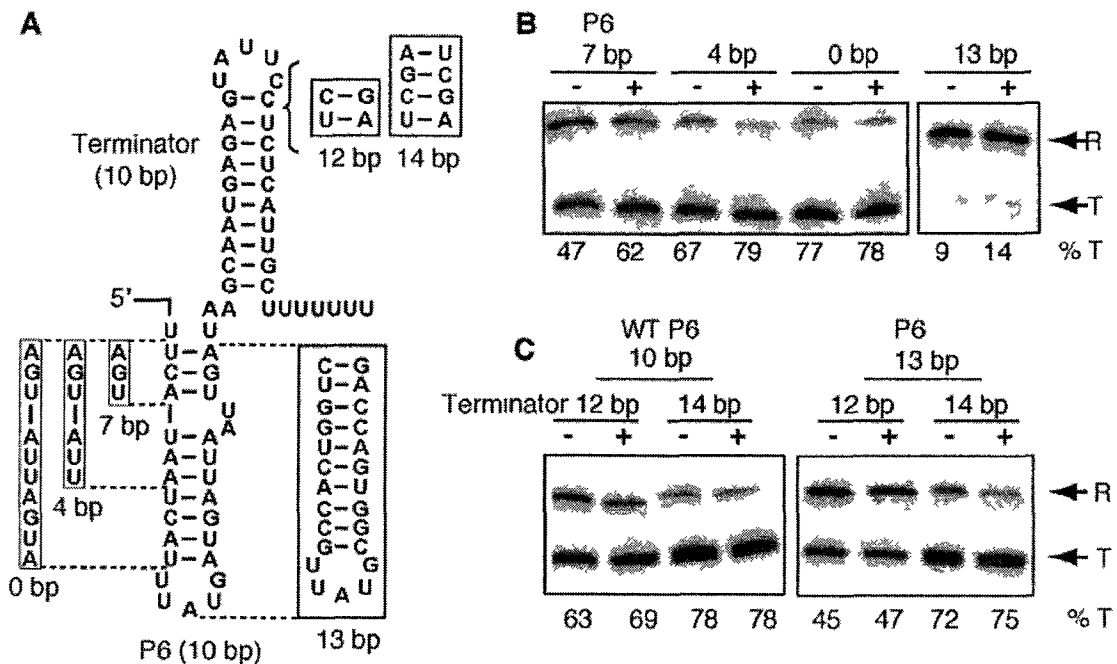 A
U U
A U
U C
G – C
U C
A – U
G – C
A – U
G – C
U – A
A – U
A – U
C – G
G – C
A U UUUUUUU
Terminator
(10 bp)
C – G
U – A
12 bp
A – U
G – C
C – G
U – A
14 bp
5'
AGUIAUUAGUA
0 bp
AGUIAUU
4 bp
AGU
7 bp
P6 (10 bp)
13 bp
B
P6
7 bp 4 bp 0 bp 13 bp
- + - + - + - +
R
T
47 62 67 79 77 78 9 14 % T
C
WT P6
10 bp
P6
13 bp
Terminator 12 bp 14 bp 12 bp 14 bp
- + - + - + - +
R
T
63 69 78 78 45 47 72 75 % T